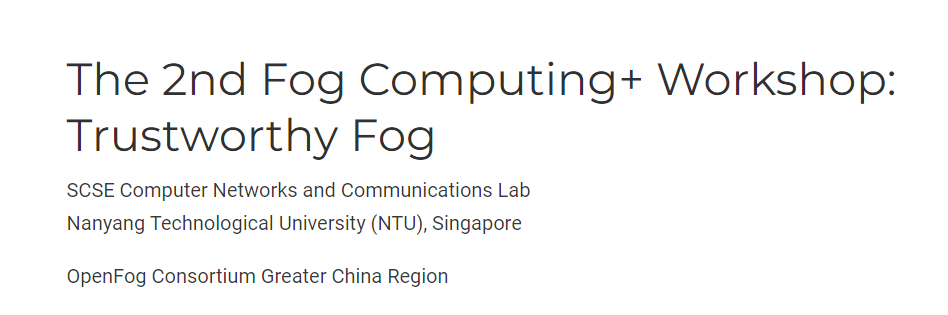 The 2nd Fog Computing+ Workshop:
Trustworthy Fog
SCSE Computer Networks and Communications Lab
Nanyang Technological University (NTU), Singapore
OpenFog Consortium Greater China Region